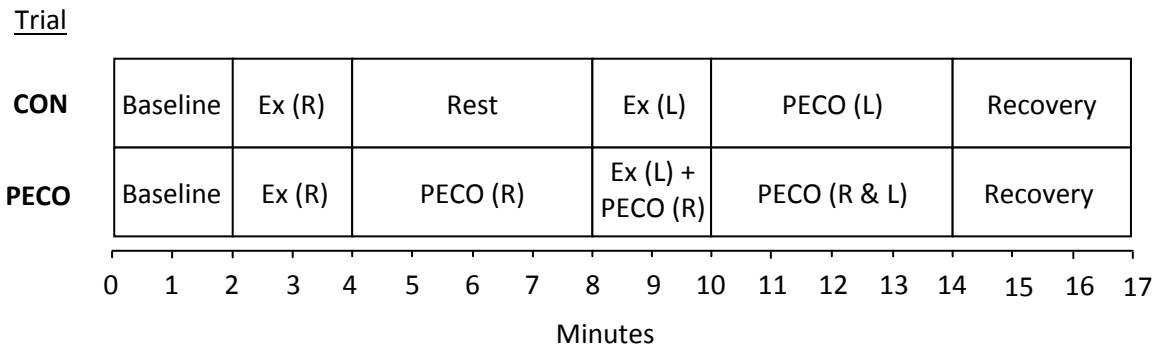 Trial
CON Baseline Ex (R) Rest Ex (L) PECO (L) Recovery
PECO Baseline Ex (R) PECO (R) Ex (L) + PECO (R) PECO (R & L) Recovery
0 1 2 3 4 5 6 7 8 9 10 11 12 13 14 15 16 17
Minutes